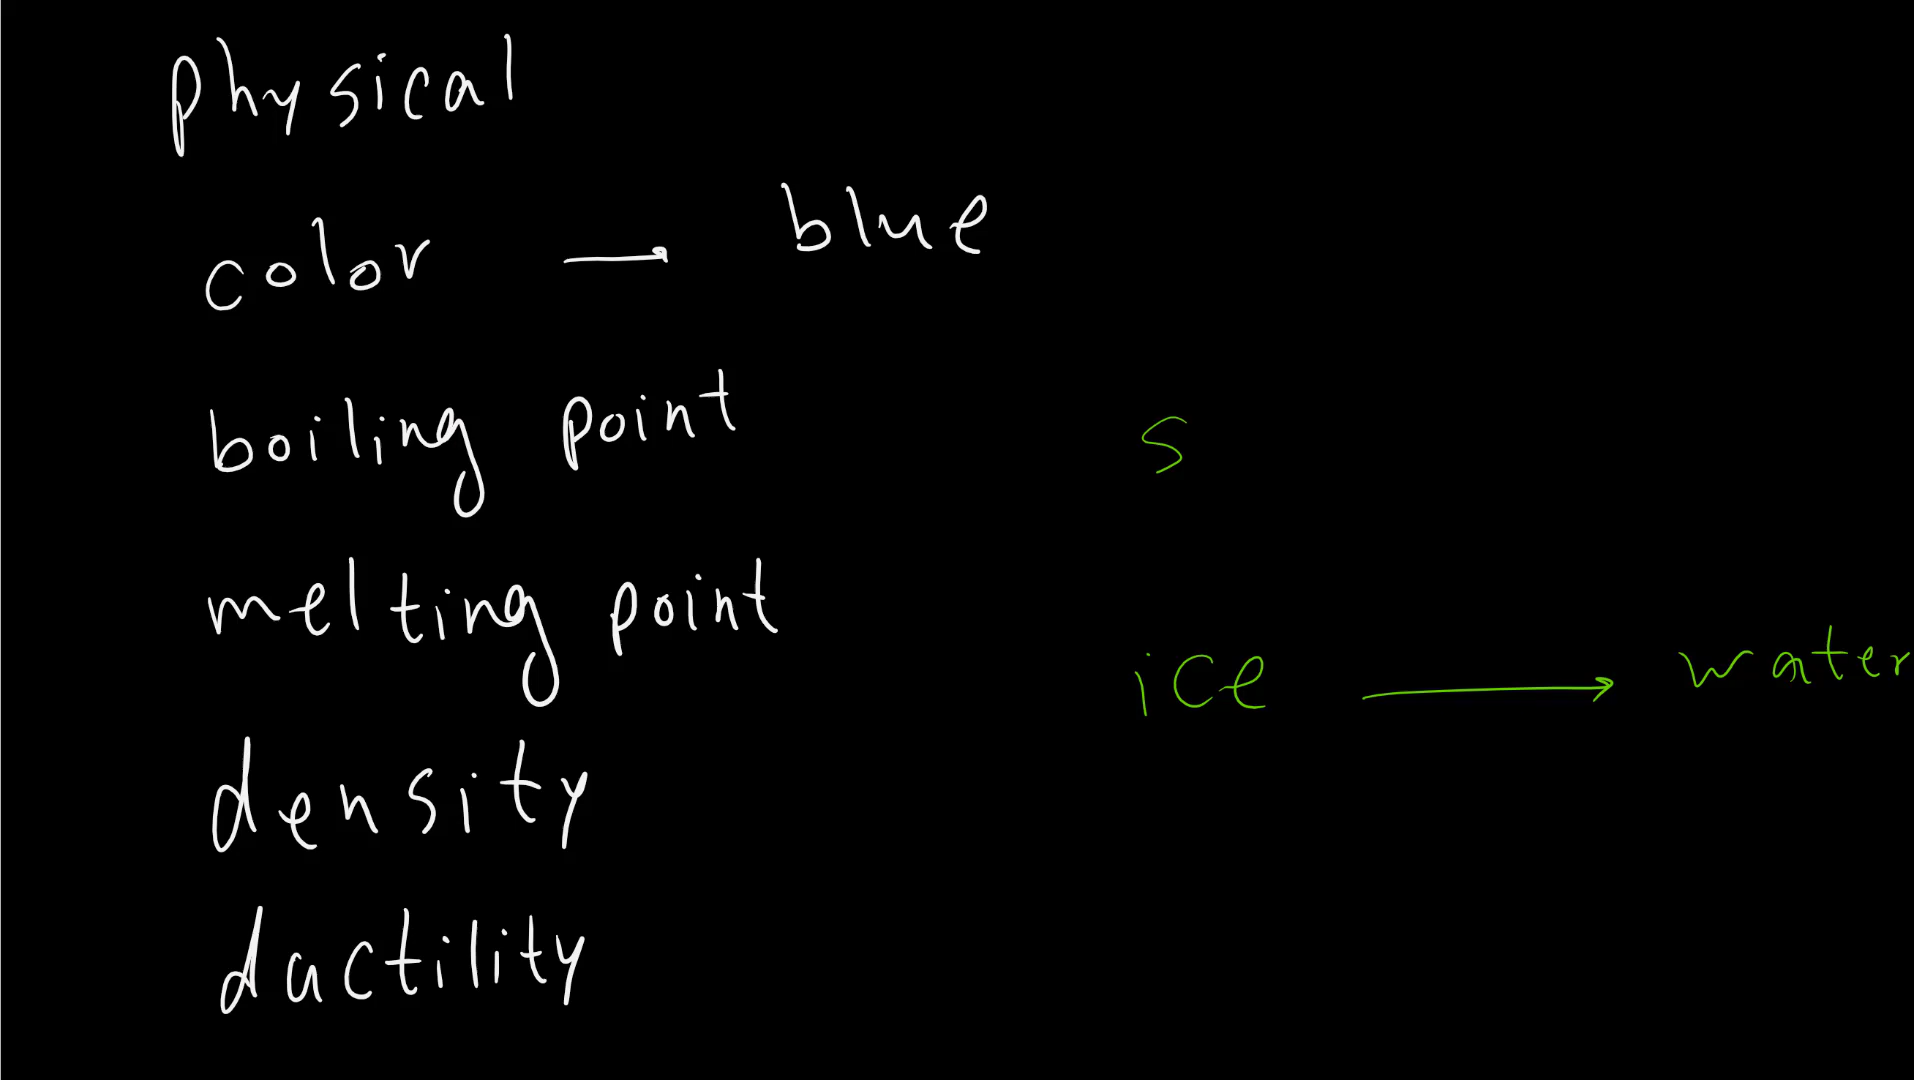 physical
color → blue
boiling point
s
melting point
ice → water
density
dactility